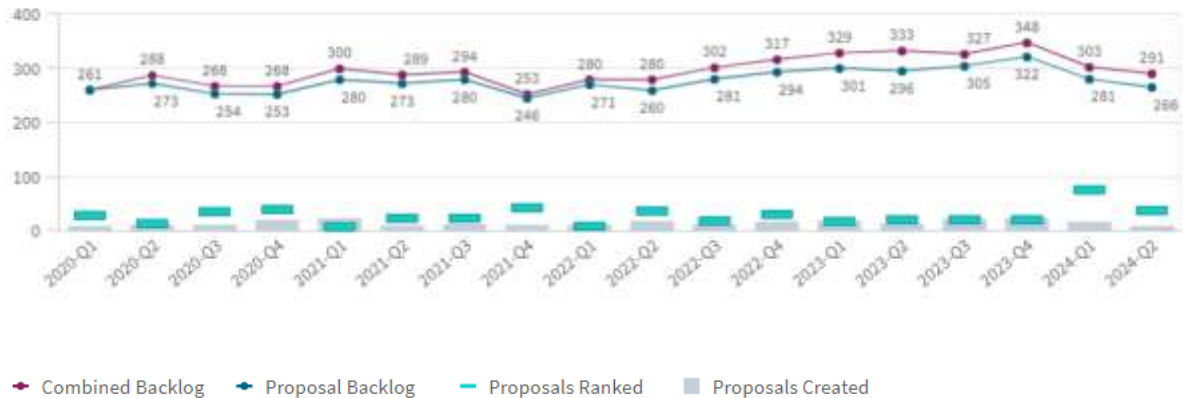 400
300
200
100
0
261 288 268 268 300 289 294 253 280 280 302 317 329 333 327 348 303 291
273 254 253 280 273 280 246 271 260 281 294 301 296 305 322 281 266
2020-Q1 2020-Q2 2020-Q3 2020-Q4 2021-Q1 2021-Q2 2021-Q3 2021-Q4 2022-Q1 2022-Q2 2022-Q3 2022-Q4 2023-Q1 2023-Q2 2023-Q3 2023-Q4 2024-Q1 2024-Q2
Combined Backlog Proposal Backlog Proposals Ranked Proposals Created